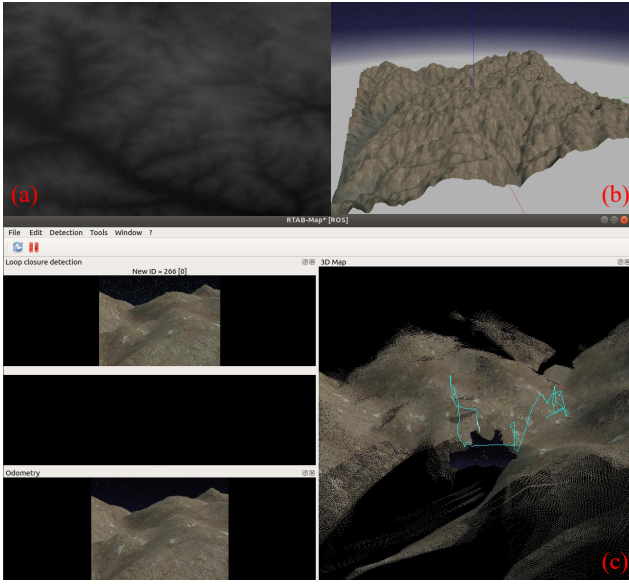 (a)
(b)
RTAB-Map* [ROS]
File Edit Detection Tools Window ?
Loop closure detection
3D Map
New ID = 266 [0]
Odometry
(c)